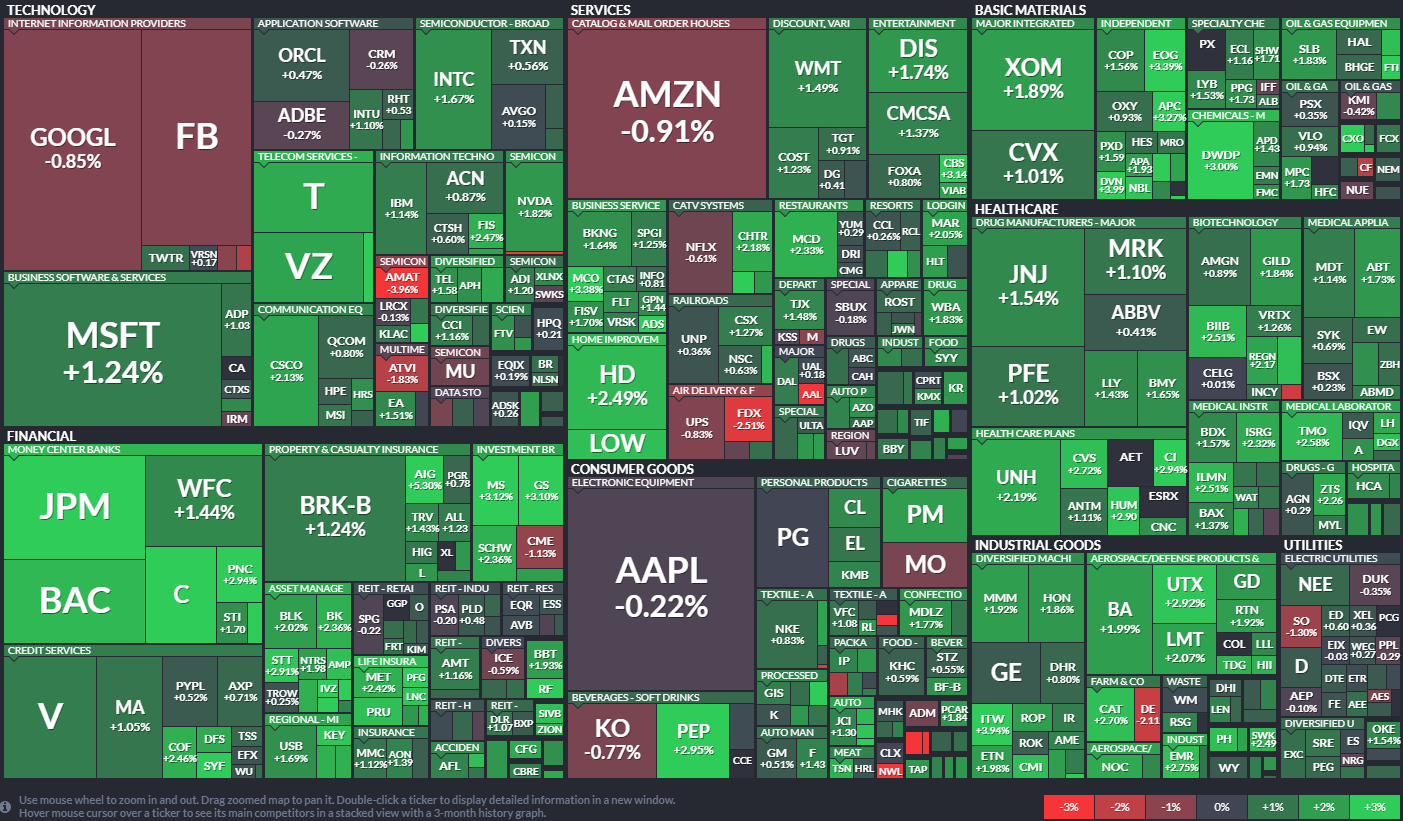 TECHNOLOGY
INTERNET INFORMATION PROVIDERS
GOOGL
-0.85%
FB
TWTR
VRSN
+0.17
APPLICATION SOFTWARE
ORCL
+0.47%
CRM
-0.26%
ADBE
-0.27%
INTU
+1.10%
RHT
+0.53
SEMICONDUCTOR - BROAD
INTC
+1.67%
TXN
+0.56%
AVGO
+0.15%
TELECOM SERVICES -
T
VZ
INFORMATION TECHNO
IBM
+1.14%
ACN
+0.87%
CTSH
+0.60%
FIS
+2.47%
SEMICON
NVDA
+1.82%
BUSINESS SOFTWARE & SERVICES
MSFT
+1.24%
ADP
+1.03
CA
CTXS
IRM
COMMUNICATION EQ
CSCO
+2.13%
QCOM
+0.80%
HPE
HRS
MSI
SEMICON
AMAT
-3.96%
LRCX
-0.13%
KLAC
DIVERSIFIED
TEL
+1.58
APH
SEMICON
ADI
+1.20
XLNX
SWKS
DIVERSIFIE
CCI
+1.16%
SCIEN
FTV
HPQ
+0.21
MULTIME
ATVI
-1.83%
EA
+1.51%
SEMICON
MU
DATA STO
EQIX
+0.19%
BR
NLSN
ADSK
+0.26
FINANCIAL
MONEY CENTER BANKS
JPM
WFC
+1.44%
BAC
C
PNC
+2.94%
STI
+1.70
CREDIT SERVICES
V
MA
+1.05%
PYPL
+0.52%
AXP
+0.71%
COF
+2.46%
DFS
SYF
TSS
EFX
WU
PROPERTY & CASUALTY INSURANCE
BRK-B
+1.24%
AIG
+5.30%
PGR
+0.78
TRV
+1.43%
ALL
+1.23
HIG
XL
L
INVESTMENT BR
MS
+3.12%
GS
+3.10%
SCHW
+2.36%
CME
-1.13%
ASSET MANAGE
BLK
+2.02%
BK
+2.36%
STT
+2.91%
NTRS
+1.98
AMP
TROW
+0.25%
IVZ
REGIONAL - MI
USB
+1.69%
KEY
REIT - RETAI
SPG
-0.22
GGP
O
FRT
KIM
REIT - INDU
PSA
-0.20
PLD
+0.48
REIT - RES
EQR
ESS
AVB
LIFE INSURA
MET
+2.42%
PFG
LNC
PRU
REIT -
AMT
+1.16%
DIVERS
ICE
-0.59%
BBT
+1.93%
RF
INSURANCE
MMC
+1.12%
AON
+1.39
REIT - H
REIT -
DLR
+1.07
BXP
SIVB
ZION
ACCIDEN
AFL
CFG
CBRE
SERVICES
CATALOG & MAIL ORDER HOUSES
AMZN
-0.91%
DISCOUNT, VARI
WMT
+1.49%
COST
+1.23%
TGT
+0.91%
DG
+0.41
ENTERTAINMENT
DIS
+1.74%
CMCSA
+1.37%
FOXA
+0.80%
CBS
+3.14
VIAB
BUSINESS SERVICE
BKNG
+1.64%
SPGI
+1.25%
MCO
+3.38%
CTAS
INFO
+0.81
FLT
GPN
+1.44
FISV
+1.70%
VRSK
ADS
CATV SYSTEMS
NFLX
-0.61%
CHTR
+2.18%
RESTAURANTS
MCD
+2.33%
YUM
+0.29
DRI
CMG
RESORTS
CCL
+0.26%
RCL
LODGIN
MAR
+2.05%
HLT
RAILROADS
UNP
+0.36%
CSX
+1.27%
NSC
+0.63%
DEPART
TJX
+1.48%
KSS
M
SPECIAL
SBUX
-0.18%
APPARE
ROST
JWN
DRUG
WBA
+1.83%
HOME IMPROVEM
HD
+2.49%
LOW
AIR DELIVERY & F
UPS
-0.83%
FDX
-2.51%
MAJOR
DAL
UAL
+0.18
AAL
DRUGS
ABC
CAH
INDUST
FOOD
SYY
CPRT
KMX
KR
SPECIAL
ULTA
AUTO P
AZO
AAP
REGION
LUV
BBY
TIF
CONSUMER GOODS
ELECTRONIC EQUIPMENT
AAPL
-0.22%
PERSONAL PRODUCTS
PG
CL
EL
KMB
CIGARETTES
PM
MO
BEVERAGES - SOFT DRINKS
KO
-0.77%
PEP
+2.95%
CCE
TEXTILE - A
NKE
+0.83%
TEXTILE - A
VFC
+1.08
RL
CONFECTIO
MDLZ
+1.77%
PACKA
IP
FOOD -
KHC
+0.59%
BEVER
STZ
+0.55%
BF-B
PROCESSED
GIS
K
AUTO
JCI
+1.30
MHK
ADM
PCAR
+1.84
AUTO MAN
GM
+0.51%
F
+1.43
MEAT
TSN
HRL
CLX
NWL
TAP
BASIC MATERIALS
MAJOR INTEGRATED
XOM
+1.89%
CVX
+1.01%
INDEPENDENT
COP
+1.56%
EOG
+3.39%
OXY
+0.93%
APC
+3.27%
PXD
+1.59
HES
MRO
APA
+1.93
DVN
+3.99
NBL
SPECIALTY CHE
PX
ECL
+1.16
SHW
+1.71
LYB
+1.53%
PPG
+1.73
IFF
ALB
OIL & GAS EQUIPMEN
SLB
+1.83%
HAL
BHGE
FTI
CHEMICALS - M
DWDP
+3.00%
APD
+1.43
EMN
FMC
OIL & GA
PSX
+0.35%
VLO
+0.94%
MPC
+1.73
HFC
OIL & GAS
KMI
-0.42%
CXO
FCX
CF
NEM
NUE
HEALTHCARE
DRUG MANUFACTURERS - MAJOR
JNJ
+1.54%
MRK
+1.10%
ABBV
+0.41%
PFE
+1.02%
LLY
+1.43%
BMY
+1.65%
BIOTECHNOLOGY
AMGN
+0.89%
GILD
+1.84%
BIIB
+2.51%
VRTX
+1.26%
REGN
+2.17
CELG
+0.01%
INCY
MEDICAL APPLIA
MDT
+1.14%
ABT
+1.73%
SYK
+0.69%
EW
ZBH
BSX
+0.23%
ABMD
HEALTH CARE PLANS
UNH
+2.19%
CVS
+2.72%
AET
CI
+2.94%
ANTM
+1.11%
HUM
+2.90
ESRX
CNC
MEDICAL INSTR
BDX
+1.57%
ISRG
+2.32%
ILMN
+2.51%
WAT
BAX
+1.37%
MEDICAL LABORATOR
TMO
+2.58%
IQV
LH
A
DGX
DRUGS - G
AGN
+0.29
ZTS
+2.26
MYL
HOSPITA
HCA
INDUSTRIAL GOODS
DIVERSIFIED MACHI
MMM
+1.92%
HON
+1.86%
GE
DHR
+0.80%
ITW
+3.94%
ROP
IR
ROK
AME
ETN
+1.98%
CMI
AEROSPACE/DEFENSE PRODUCTS &
BA
+1.99%
UTX
+2.92%
GD
RTN
+1.92%
LMT
+2.07%
COL
LLL
TDG
HII
FARM & CO
CAT
+2.70%
DE
-2.11
WASTE
WM
RSG
DHI
LEN
AEROSPACE/
NOC
INDUST
EMR
+2.75%
PH
SWK
+2.49
WY
UTILITIES
ELECTRIC UTILITIES
NEE
DUK
-0.35%
SO
-1.30%
ED
+0.60
XEL
+0.36
PCG
D
EIX
-0.03
WEC
+0.27
PPL
-0.29
DTE
ETR
AEP
-0.10%
FE
AEE
AES
DIVERSIFIED U
EXC
SRE
PEG
ES
NRG
OKE
+1.54%
Use mouse wheel to zoom in and out. Drag zoomed map to pan it. Double-click a ticker to display detailed information in a new window.
Hover mouse cursor over a ticker to see its main competitors in a stacked view with a 3-month history graph.
-3%
-2%
-1%
0%
+1%
+2%
+3%